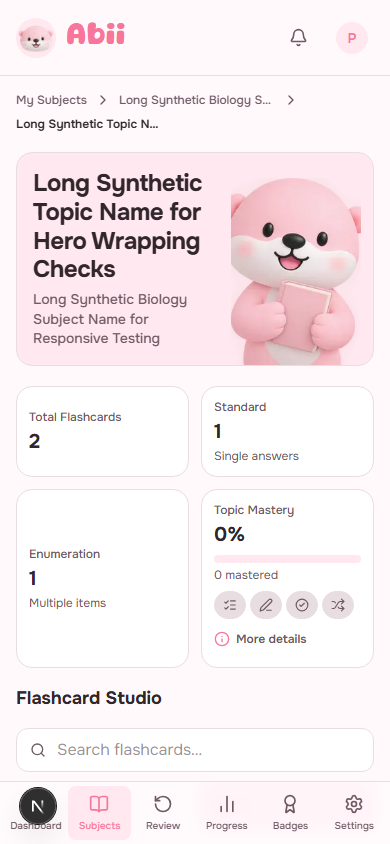 Abii
P
My Subjects
Long Synthetic Biology S...
Long Synthetic Topic N...
Long Synthetic
Topic Name for
Hero Wrapping
Checks
Long Synthetic Biology
Subject Name for
Responsive Testing
Total Flashcards
2
Standard
1
Single answers
Enumeration
1
Multiple items
Topic Mastery
0%
0 mastered
More details
Flashcard Studio
Search flashcards...
N
Dashboard
Subjects
Review
Progress
Badges
Settings